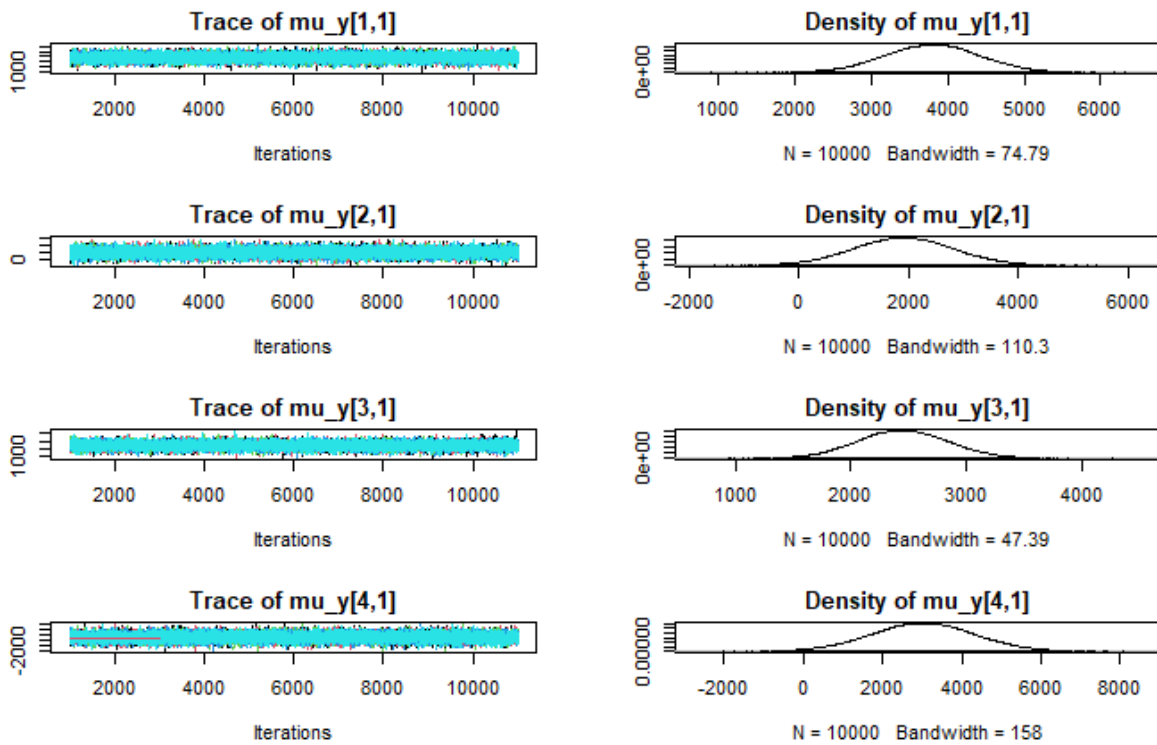 Trace of mu_y[1,1]
1000
2000 4000 6000 8000 10000
Iterations
Density of mu_y[1,1]
0e+00
1000 2000 3000 4000 5000 6000
N = 10000 Bandwidth = 74.79
Trace of mu_y[2,1]
0
2000 4000 6000 8000 10000
Iterations
Density of mu_y[2,1]
0e+00
-2000 0 2000 4000 6000
N = 10000 Bandwidth = 110.3
Trace of mu_y[3,1]
1000
2000 4000 6000 8000 10000
Iterations
Density of mu_y[3,1]
0e+00
1000 2000 3000 4000
N = 10000 Bandwidth = 47.39
Trace of mu_y[4,1]
-2000
2000 4000 6000 8000 10000
Iterations
Density of mu_y[4,1]
0.00000
-2000 0 2000 4000 6000 8000
N = 10000 Bandwidth = 158